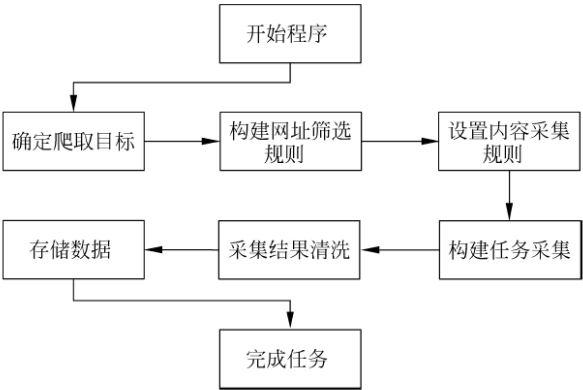 开始程序
确定爬取目标
构建网址筛选
规则
设置内容采集
规则
构建任务采集
采集结果清洗
存储数据
完成任务